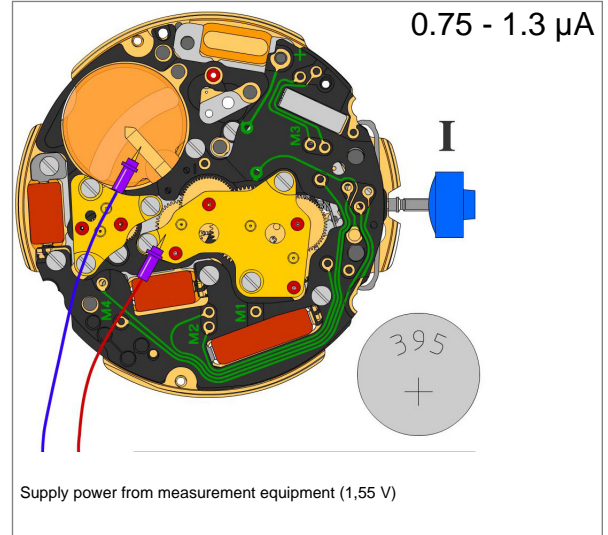 0.75 - 1.3 µA
+
M3
I
395
+
M4
M2
M1
Supply power from measurement equipment (1,55 V)